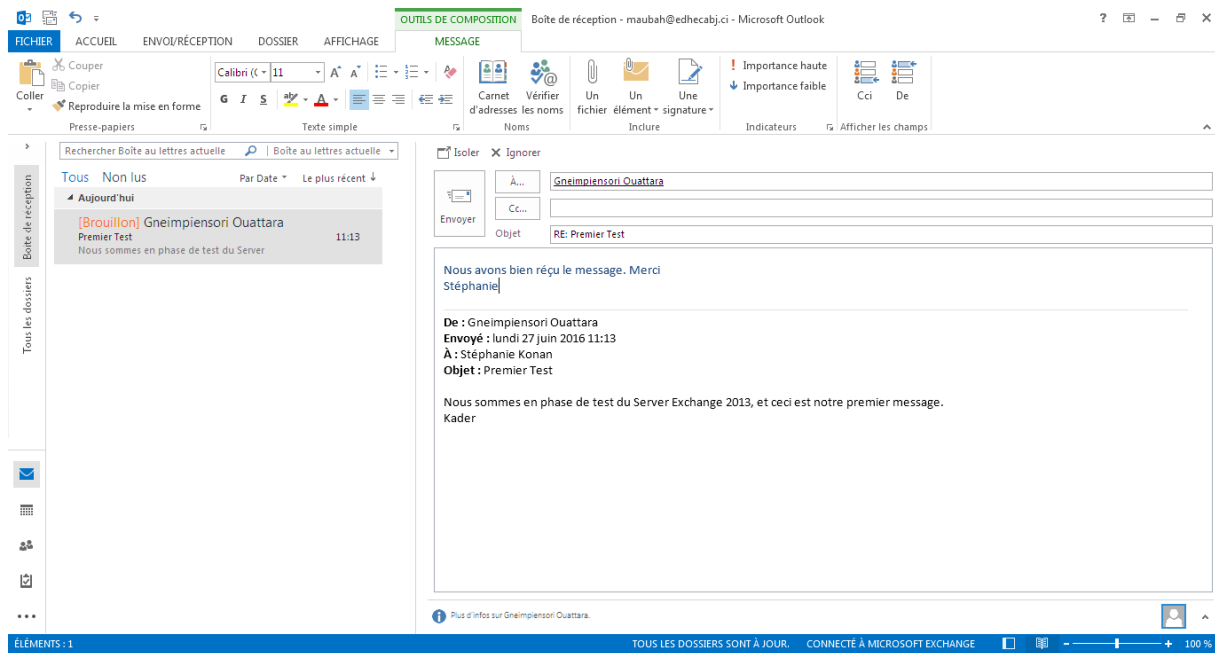 OUTILS DE COMPOSITION Boîte de réception - maubah@edhecabj.ci - Microsoft Outlook
FICHIER ACCUEIL ENVOI/RÉCEPTION DOSSIER AFFICHAGE MESSAGE
Coller
Couper
Copier
Reproduire la mise en forme
Presse-papiers
Calibri (C 11
G I S
Texte simple
Carnet d'adresses
Vérifier les noms
Noms
Un fichier
Un élément
Une signature
Inclure
Importance haute
Importance faible
Indicateurs
Cci
De
Afficher les champs
Boîte de réception
Tous les dossiers
Rechercher Boîte au lettres actuelle Boîte au lettres actuelle
Tous Non lus Par Date Le plus récent
Aujourd'hui
[Brouillon] Gneimpiensori Ouattara
Premier Test 11:13
Nous sommes en phase de test du Server
Isoler Ignorer
Envoyer
À... Gneimpiensori Ouattara
Cc...
Objet RE: Premier Test
Nous avons bien réçu le message. Merci
Stéphanie
De : Gneimpiensori Ouattara
Envoyé : lundi 27 juin 2016 11:13
À : Stéphanie Konan
Objet : Premier Test
Nous sommes en phase de test du Server Exchange 2013, et ceci est notre premier message.
Kader
Plus d'infos sur Gneimpiensori Ouattara.
ÉLÉMENTS : 1 TOUS LES DOSSIERS SONT À JOUR. CONNECTÉ À MICROSOFT EXCHANGE 100 %